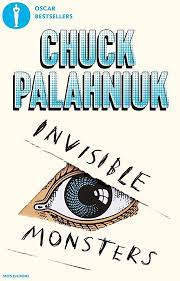 OSCAR
BESTSELLERS
CHUCK
PALAHNIUK
INVISIBLE
MONSTERS
MONDADORI